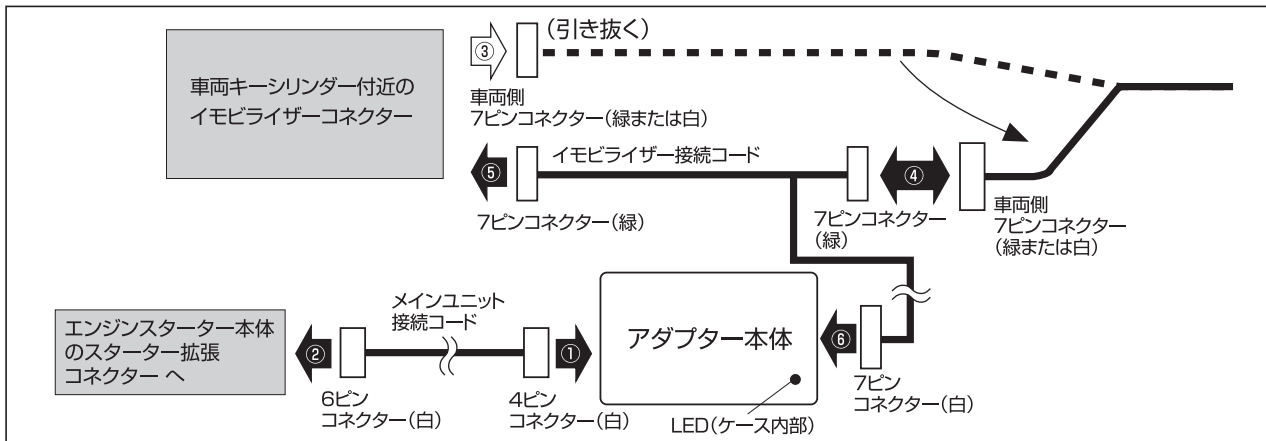 車両キーシリンダー付近の
イモビライザーコネクター
③
(引き抜く)
車両側
7ピンコネクター(緑または白)
⑤
イモビライザー接続コード
7ピンコネクター(緑)
④
7ピンコネクター
(緑)
車両側
7ピンコネクター
(緑または白)
エンジンスターター本体
のスターター拡張
コネクター へ
②
メインユニット
接続コード
6ピン
コネクター(白)
①
4ピン
コネクター(白)
アダプター本体
LED(ケース内部)
⑥
7ピン
コネクター(白)